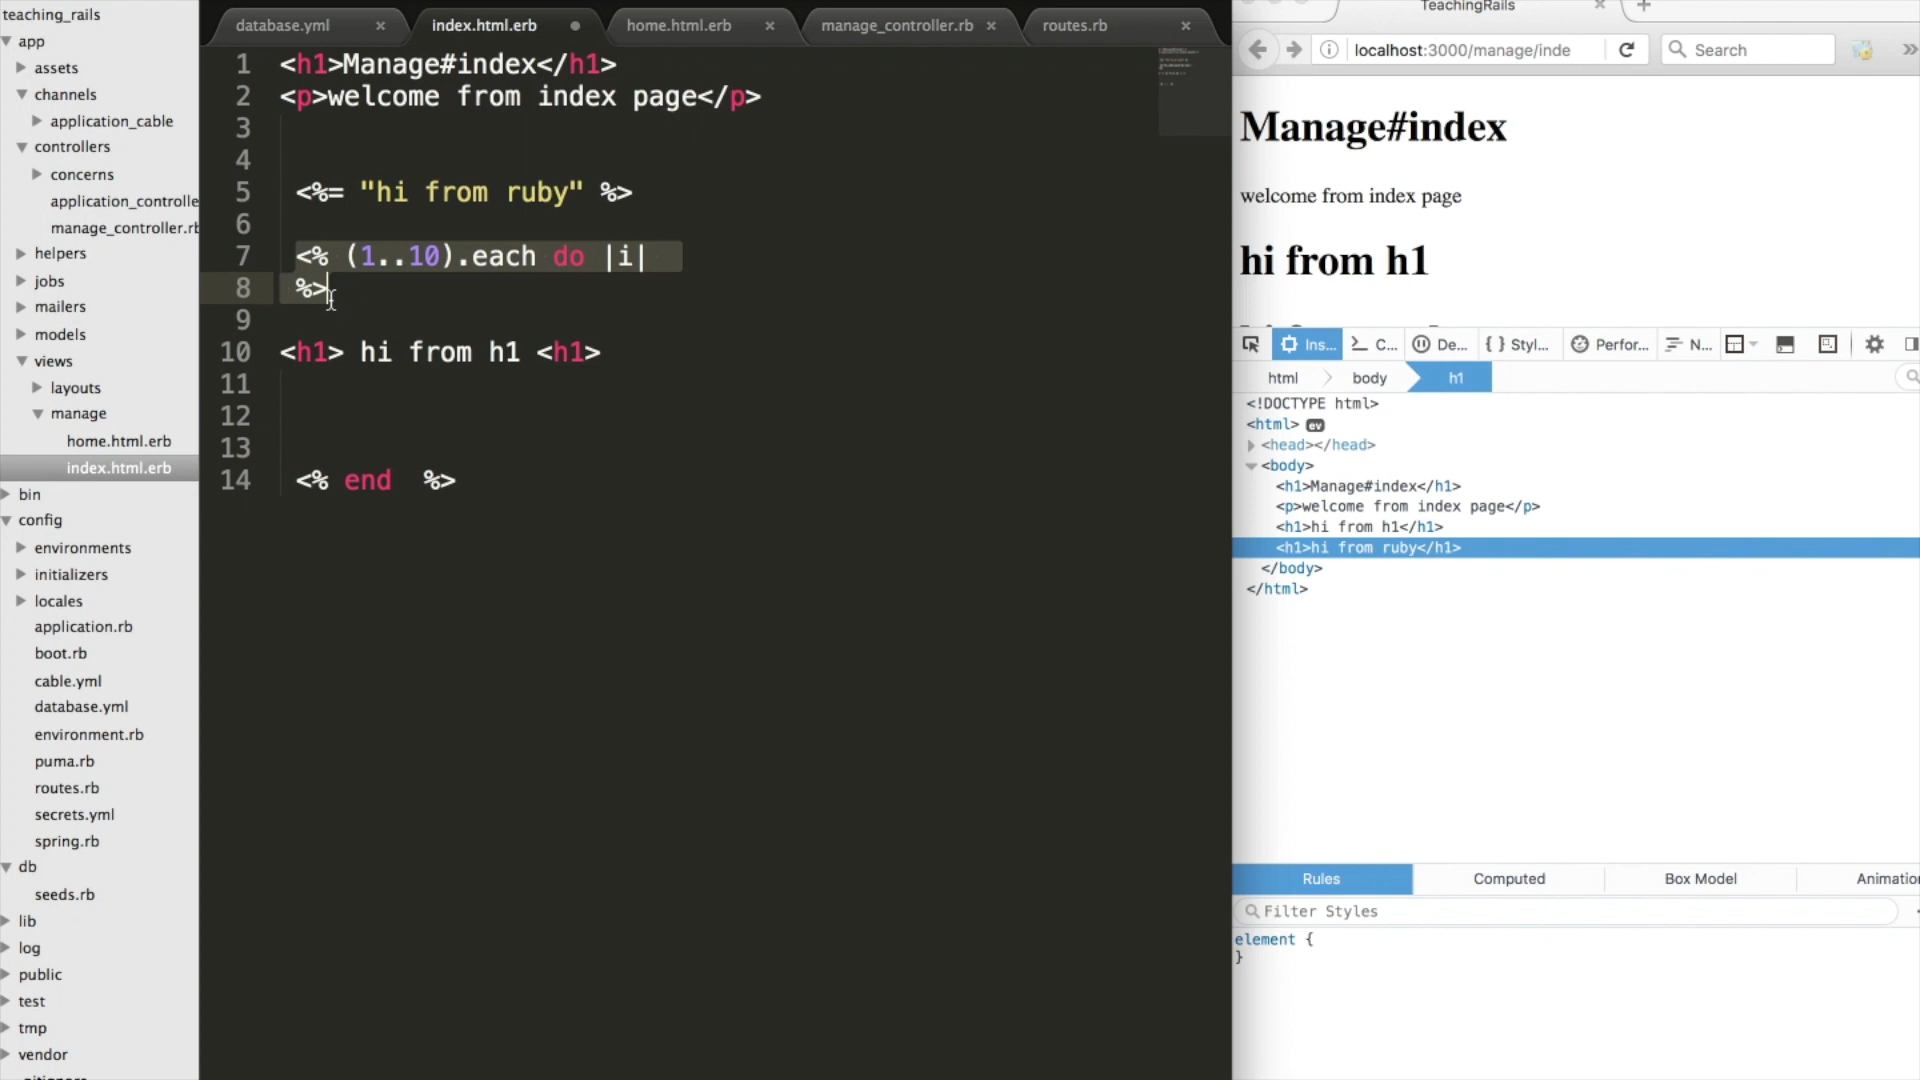 teaching_rails
app
assets
channels
application_cable
controllers
concerns
application_controlle
manage_controller.rb
helpers
jobs
mailers
models
views
layouts
manage
home.html.erb
index.html.erb
bin
config
environments
initializers
locales
application.rb
boot.rb
cable.yml
database.yml
environment.rb
puma.rb
routes.rb
secrets.yml
spring.rb
db
seeds.rb
lib
log
public
test
tmp
vendor
database.yml × index.html.erb home.html.erb × manage_controller.rb × routes.rb ×
1 <h1>Manage#index</h1>
2 <p>welcome from index page</p>
3
4
5 <%= "hi from ruby" %>
6
7 <% (1..10).each do |i|
8 %>
9
10 <h1> hi from h1 <h1>
11
12
13
14 <% end %>
TeachingRails × +
localhost:3000/manage/inde Search »
Manage#index
welcome from index page
hi from h1
Ins... C... De... { } Styl... Perfor... N...
html body h1
<!DOCTYPE html>
<html> ev
<head></head>
<body>
<h1>Manage#index</h1>
<p>welcome from index page</p>
<h1>hi from h1</h1>
<h1>hi from ruby</h1>
</body>
</html>
Rules Computed Box Model Animatio
Filter Styles
element {
}